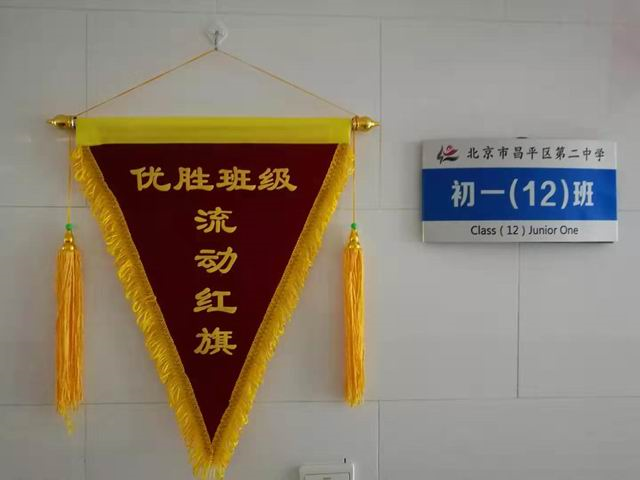 优胜班级
流动红旗
北京市昌平区第二中学
初一(12)班
Class ( 12 ) Junior One